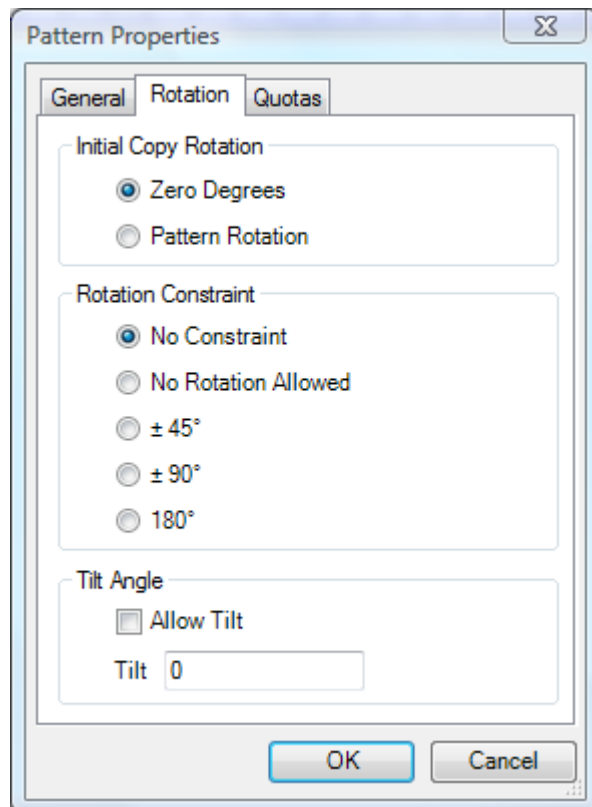 Pattern Properties
General Rotation Quotas
Initial Copy Rotation
Zero Degrees
Pattern Rotation
Rotation Constraint
No Constraint
No Rotation Allowed
± 45°
± 90°
180°
Tilt Angle
Allow Tilt
Tilt 0
OK Cancel